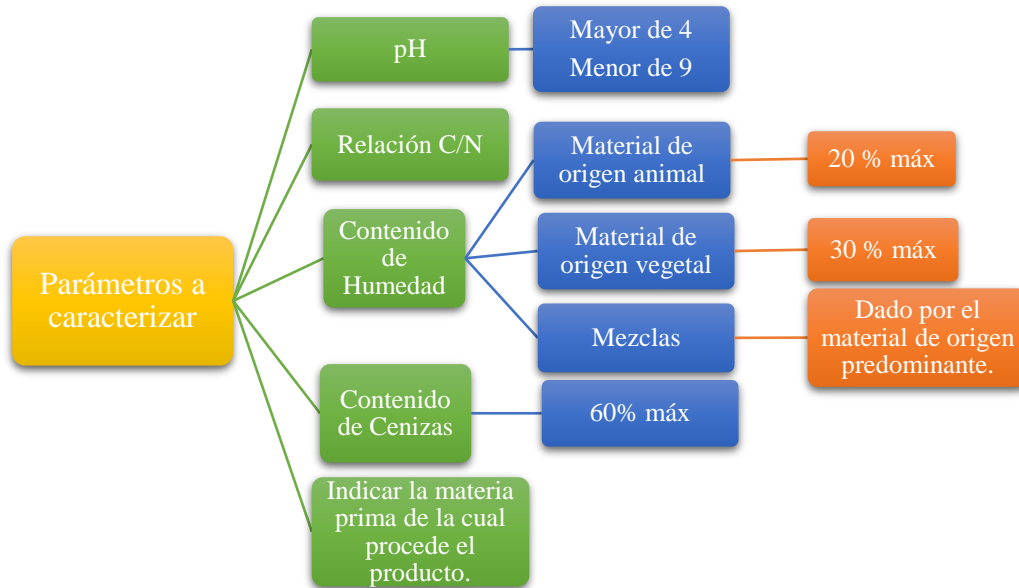 Parámetros a
caracterizar
pH
Mayor de 4
Menor de 9
Relación C/N
Contenido
de
Humedad
Material de
origen animal
20 % máx
Material de
origen vegetal
30 % máx
Mezclas
Dado por el
material de origen
predominante.
Contenido
de Cenizas
60% máx
Indicar la materia
prima de la cual
procede el
producto.